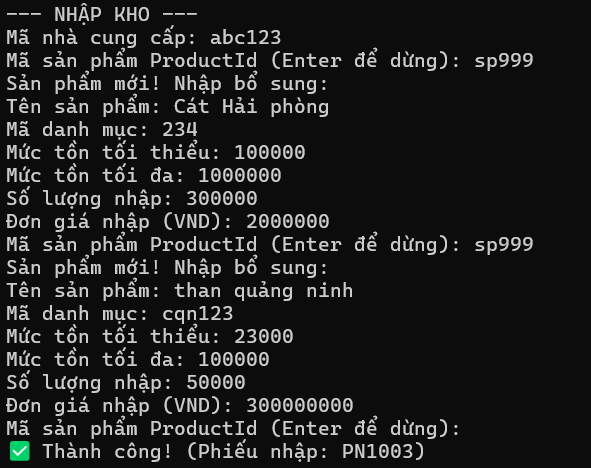 --- NHẬP KHO ---
Mã nhà cung cấp: abc123
Mã sản phẩm ProductId (Enter để dừng): sp999
Sản phẩm mới! Nhập bổ sung:
Tên sản phẩm: Cát Hải phòng
Mã danh mục: 234
Mức tồn tối thiểu: 100000
Mức tồn tối đa: 1000000
Số lượng nhập: 300000
Đơn giá nhập (VND): 2000000
Mã sản phẩm ProductId (Enter để dừng): sp999
Sản phẩm mới! Nhập bổ sung:
Tên sản phẩm: than quảng ninh
Mã danh mục: cqn123
Mức tồn tối thiểu: 23000
Mức tồn tối đa: 100000
Số lượng nhập: 50000
Đơn giá nhập (VND): 300000000
Mã sản phẩm ProductId (Enter để dừng):
✅ Thành công! (Phiếu nhập: PN1003)